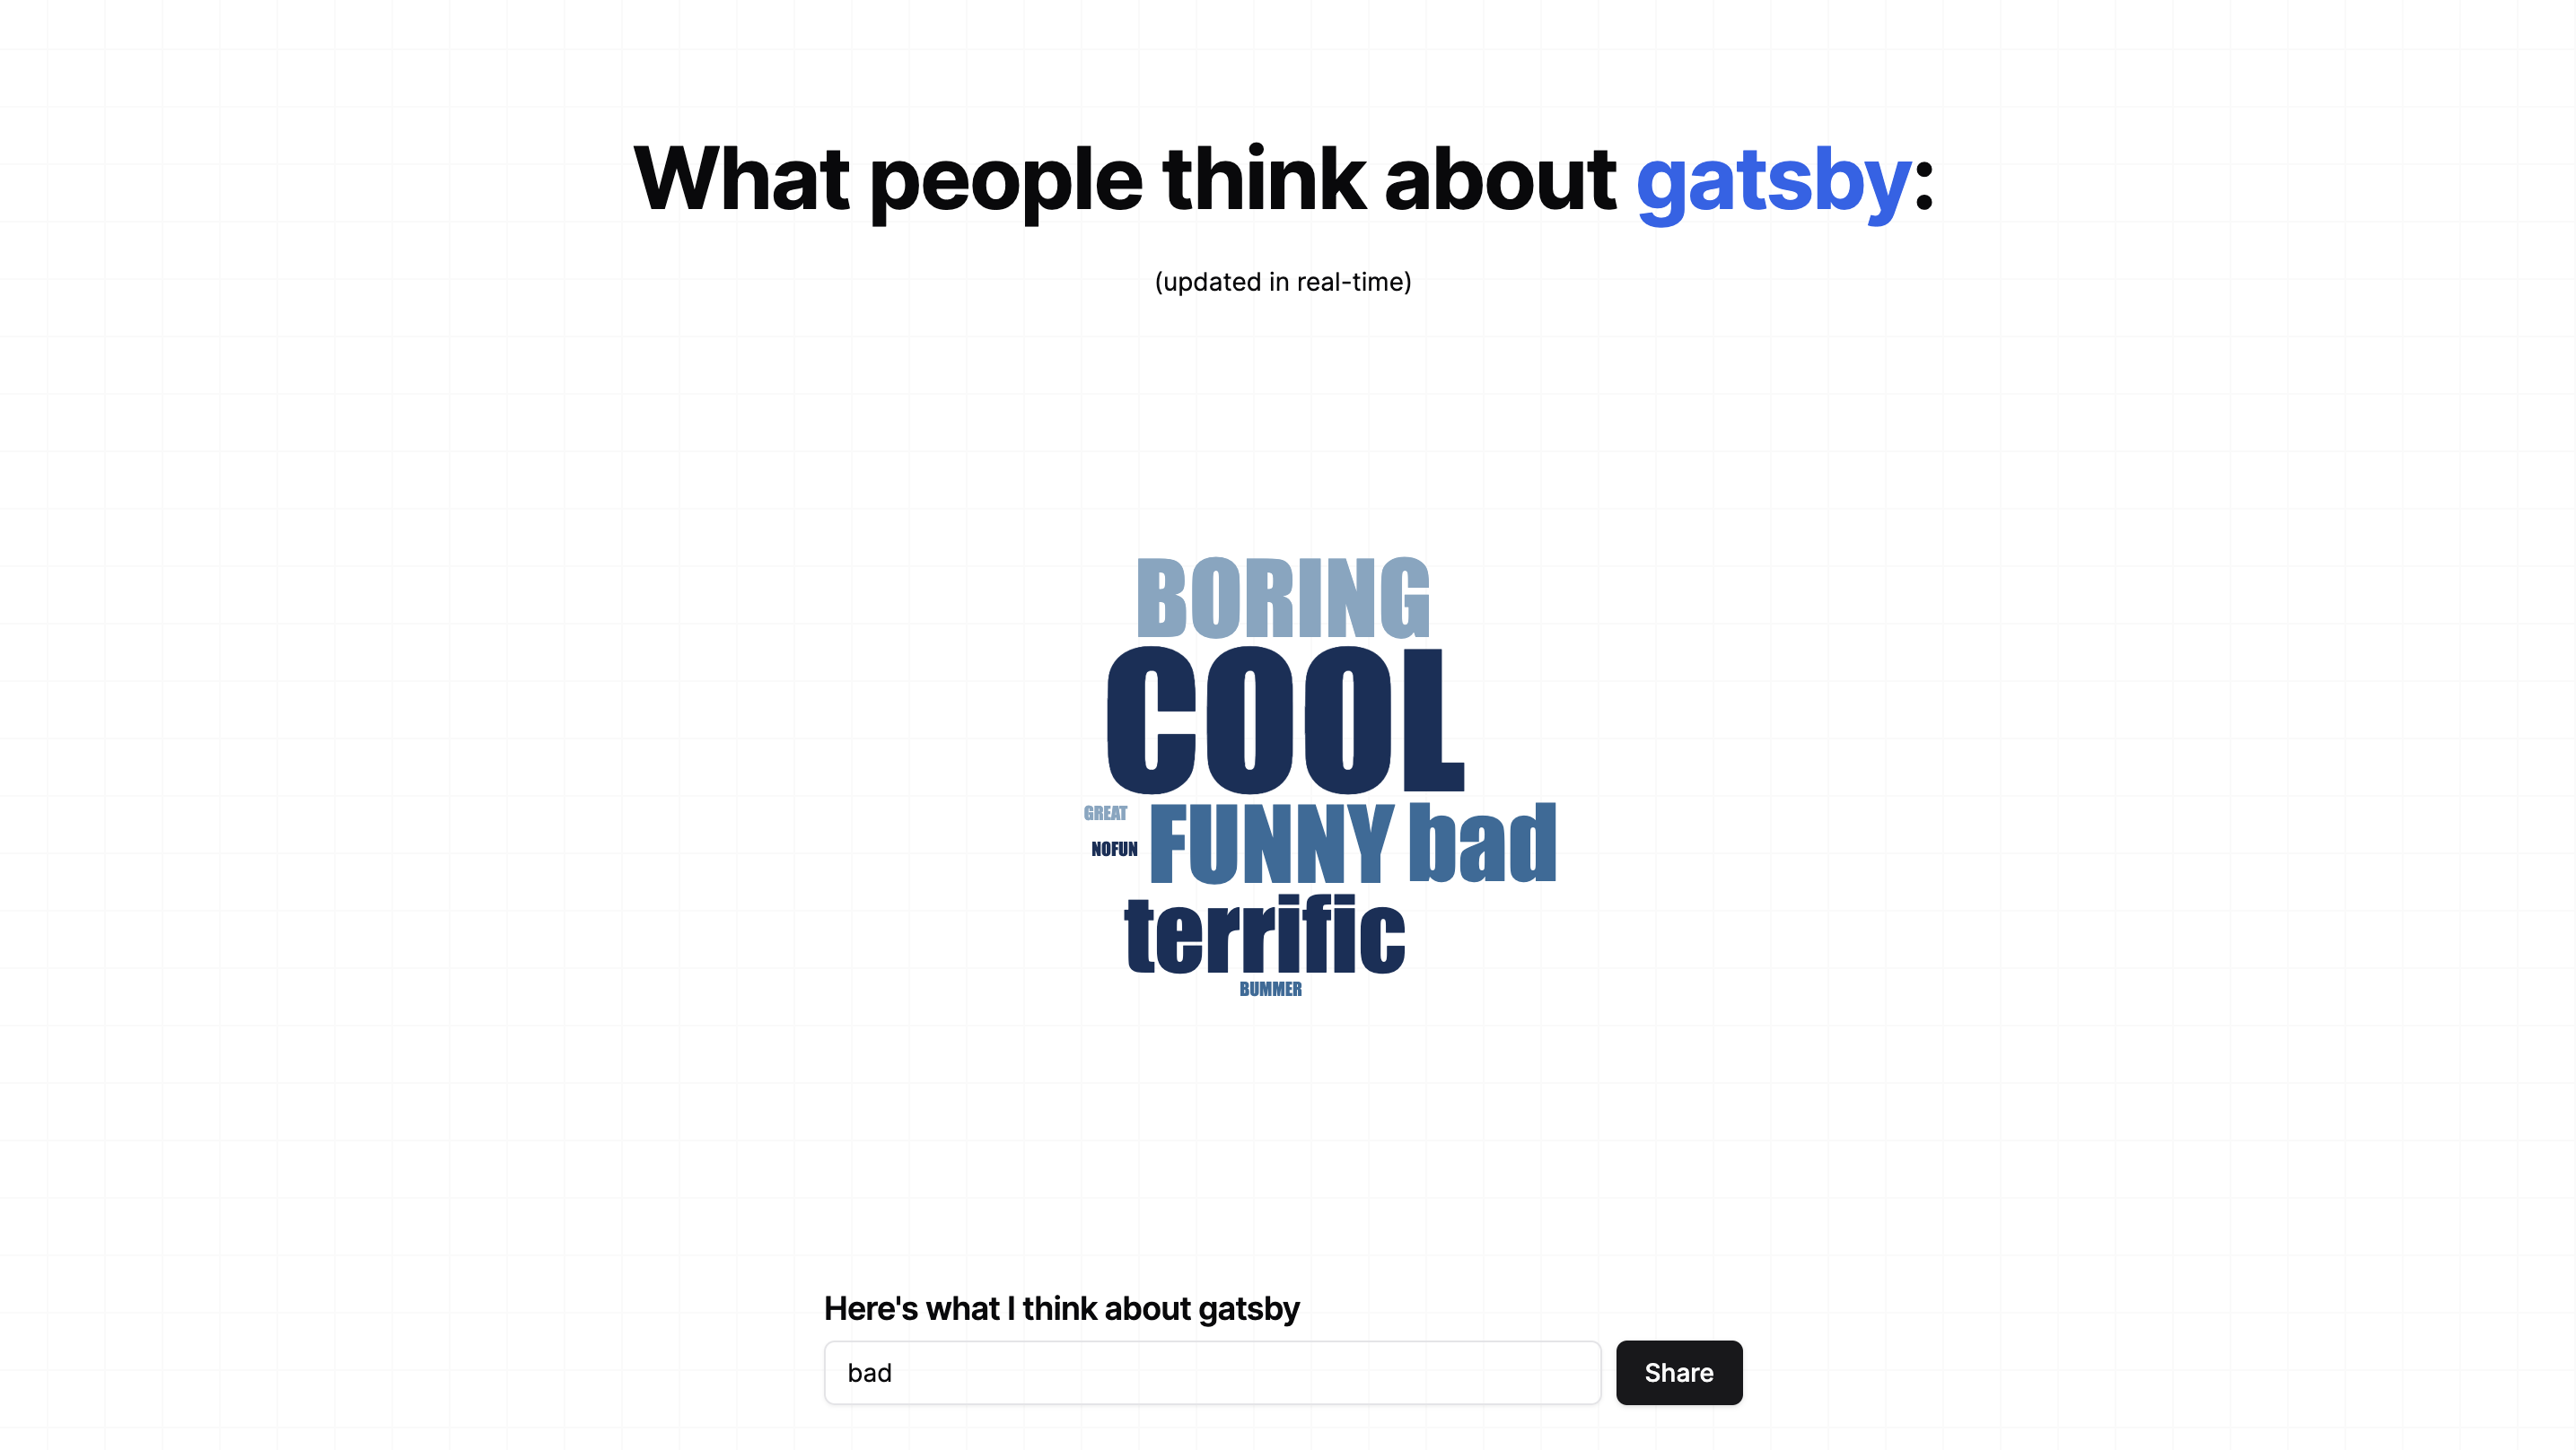 What people think about gatsby:
(updated in real-time)
BORING
COOL
GREAT
NOFUN
FUNNY bad
terrific
BUMMER
Here's what I think about gatsby
bad
Share